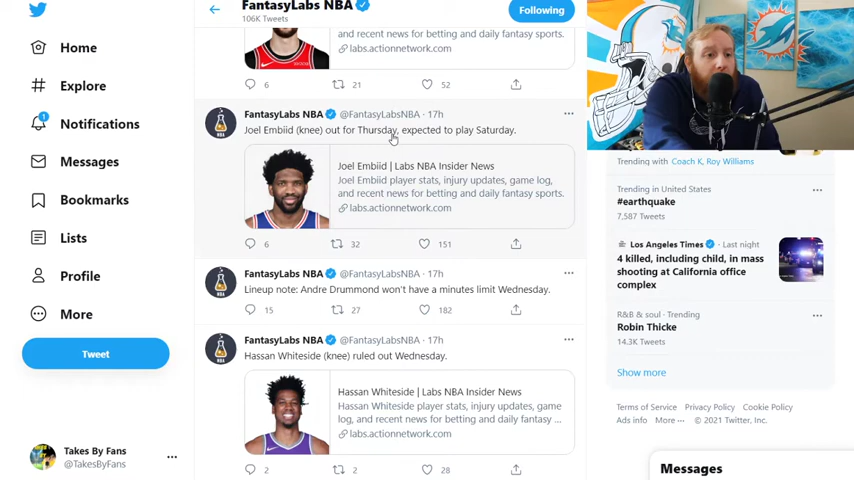 FantasyLabs NBA
106K Tweets
Following
Home
Explore
1
Notifications
Messages
Bookmarks
Lists
Profile
More
Tweet
Takes By Fans
@TakesByFans
and recent news for betting and daily fantasy sports.
labs.actionnetwork.com
6 21 52
FantasyLabs NBA @FantasyLabsNBA · 17h
Joel Embiid (knee) out for Thursday, expected to play Saturday.
Joel Embiid | Labs NBA Insider News
Joel Embiid player stats, injury updates, game log,
and recent news for betting and daily fantasy sports.
labs.actionnetwork.com
6 32 151
FantasyLabs NBA @FantasyLabsNBA · 17h
Lineup note: Andre Drummond won't have a minutes limit Wednesday.
15 27 182
FantasyLabs NBA @FantasyLabsNBA · 17h
Hassan Whiteside (knee) ruled out Wednesday.
Hassan Whiteside | Labs NBA Insider News
Hassan Whiteside player stats, injury updates, game
log, and recent news for betting and daily fantasy ...
labs.actionnetwork.com
2 2 28
Trending with Coach K, Roy Williams
Trending in United States
#earthquake
7,587 Tweets
Los Angeles Times · Last night
4 killed, including child, in mass
shooting at California office
complex
R&B & soul · Trending
Robin Thicke
14.3K Tweets
Show more
Terms of Service Privacy Policy Cookie Policy
Ads info More ··· © 2021 Twitter, Inc.
Messages